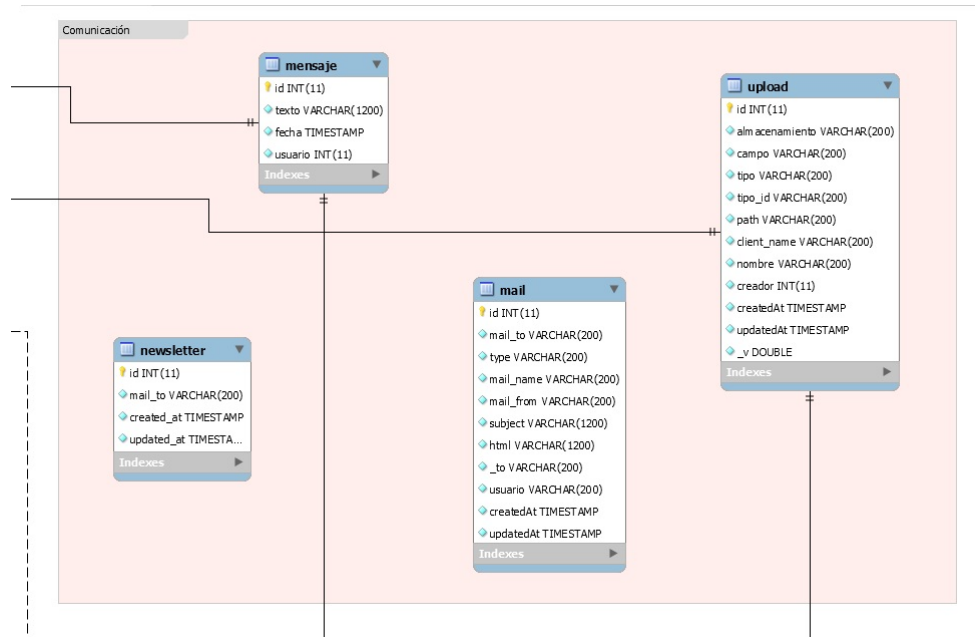 Comunicación
mensaje
id INT(11)
texto VARCHAR(1200)
fecha TIMESTAMP
usuario INT(11)
Indexes
upload
id INT(11)
almacenamiento VARCHAR(200)
campo VARCHAR(200)
tipo VARCHAR(200)
tipo_id VARCHAR(200)
path VARCHAR(200)
client_name VARCHAR(200)
nombre VARCHAR(200)
creador INT(11)
createdAt TIMESTAMP
updatedAt TIMESTAMP
_v DOUBLE
Indexes
mail
id INT(11)
mail_to VARCHAR(200)
type VARCHAR(200)
mail_name VARCHAR(200)
mail_from VARCHAR(200)
subject VARCHAR(1200)
html VARCHAR(1200)
_to VARCHAR(200)
usuario VARCHAR(200)
createdAt TIMESTAMP
updatedAt TIMESTAMP
Indexes
newsletter
id INT(11)
mail_to VARCHAR(200)
created_at TIMESTAMP
updated_at TIMESTA...
Indexes